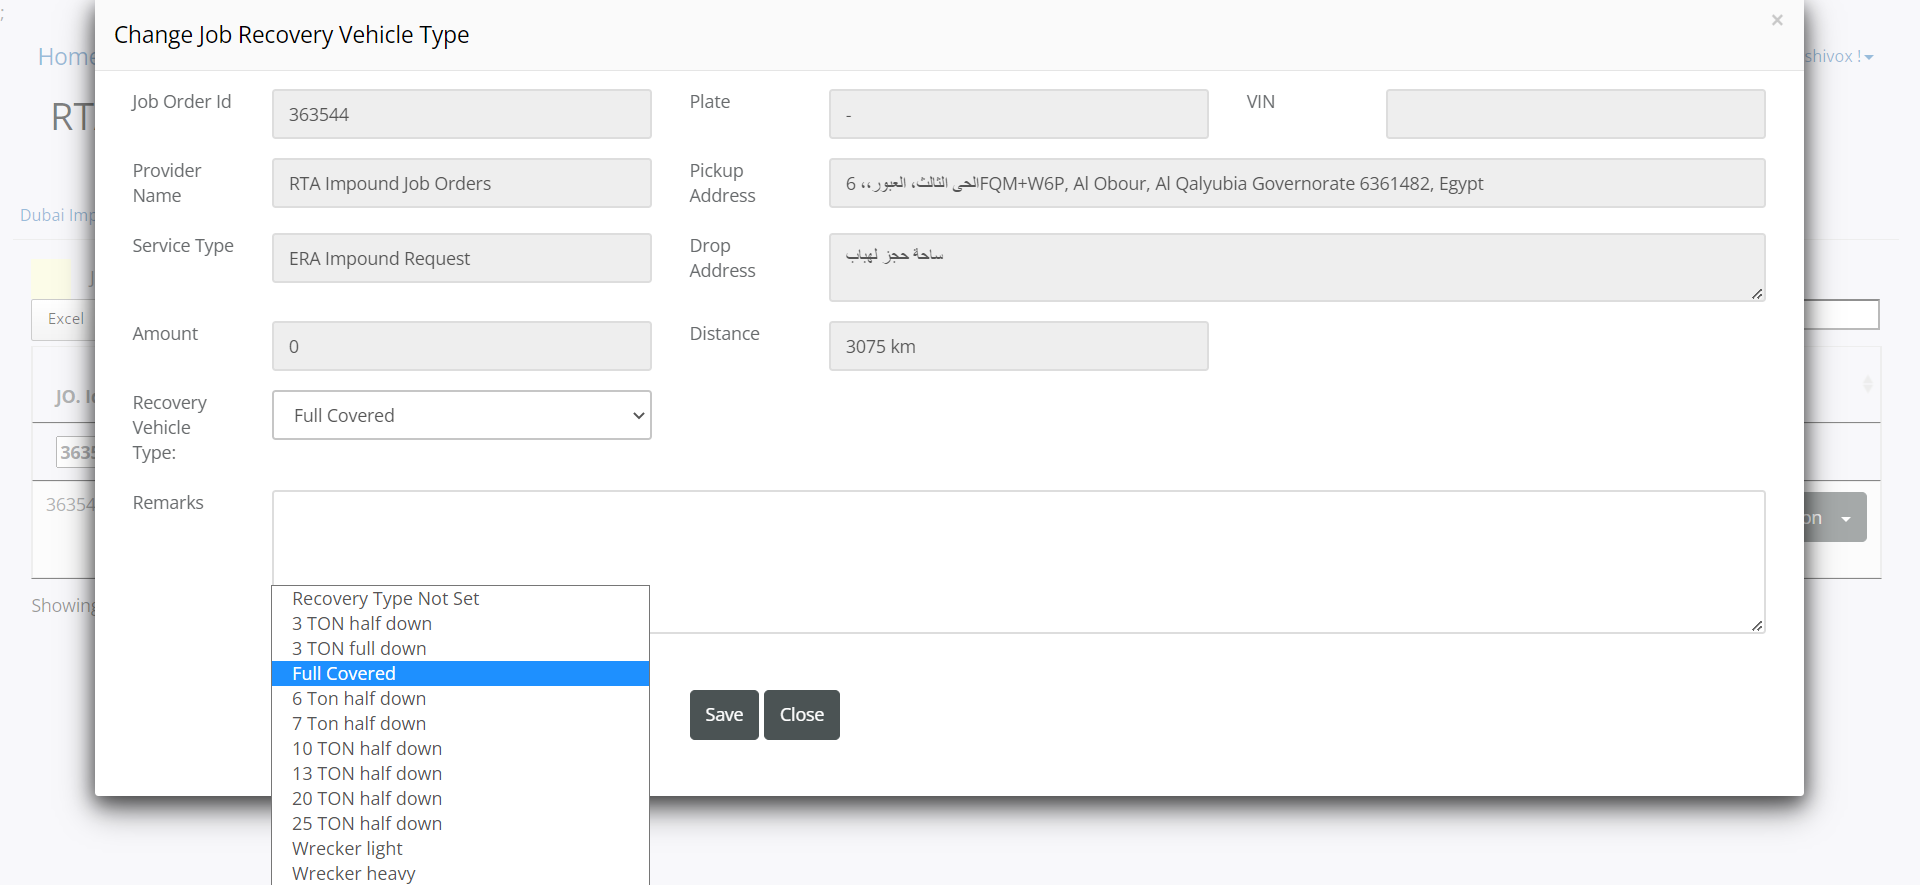 ;
Change Job Recovery Vehicle Type
×
Home
shivox !
RT
Job Order Id
363544
Plate
-
VIN
Provider Name
RTA Impound Job Orders
Pickup Address
الحى الثالث، العبور،، 6FQM+W6P, Al Obour, Al Qalyubia Governorate 6361482, Egypt
Dubai Imp
Service Type
ERA Impound Request
Drop Address
ساحة حجز لهباب
Excel
Amount
0
Distance
3075 km
JO. I
Recovery Vehicle Type:
Full Covered
3635
36354
on
Remarks
Showing
Recovery Type Not Set
3 TON half down
3 TON full down
Full Covered
6 Ton half down
7 Ton half down
10 TON half down
13 TON half down
20 TON half down
25 TON half down
Wrecker light
Wrecker heavy
Save
Close